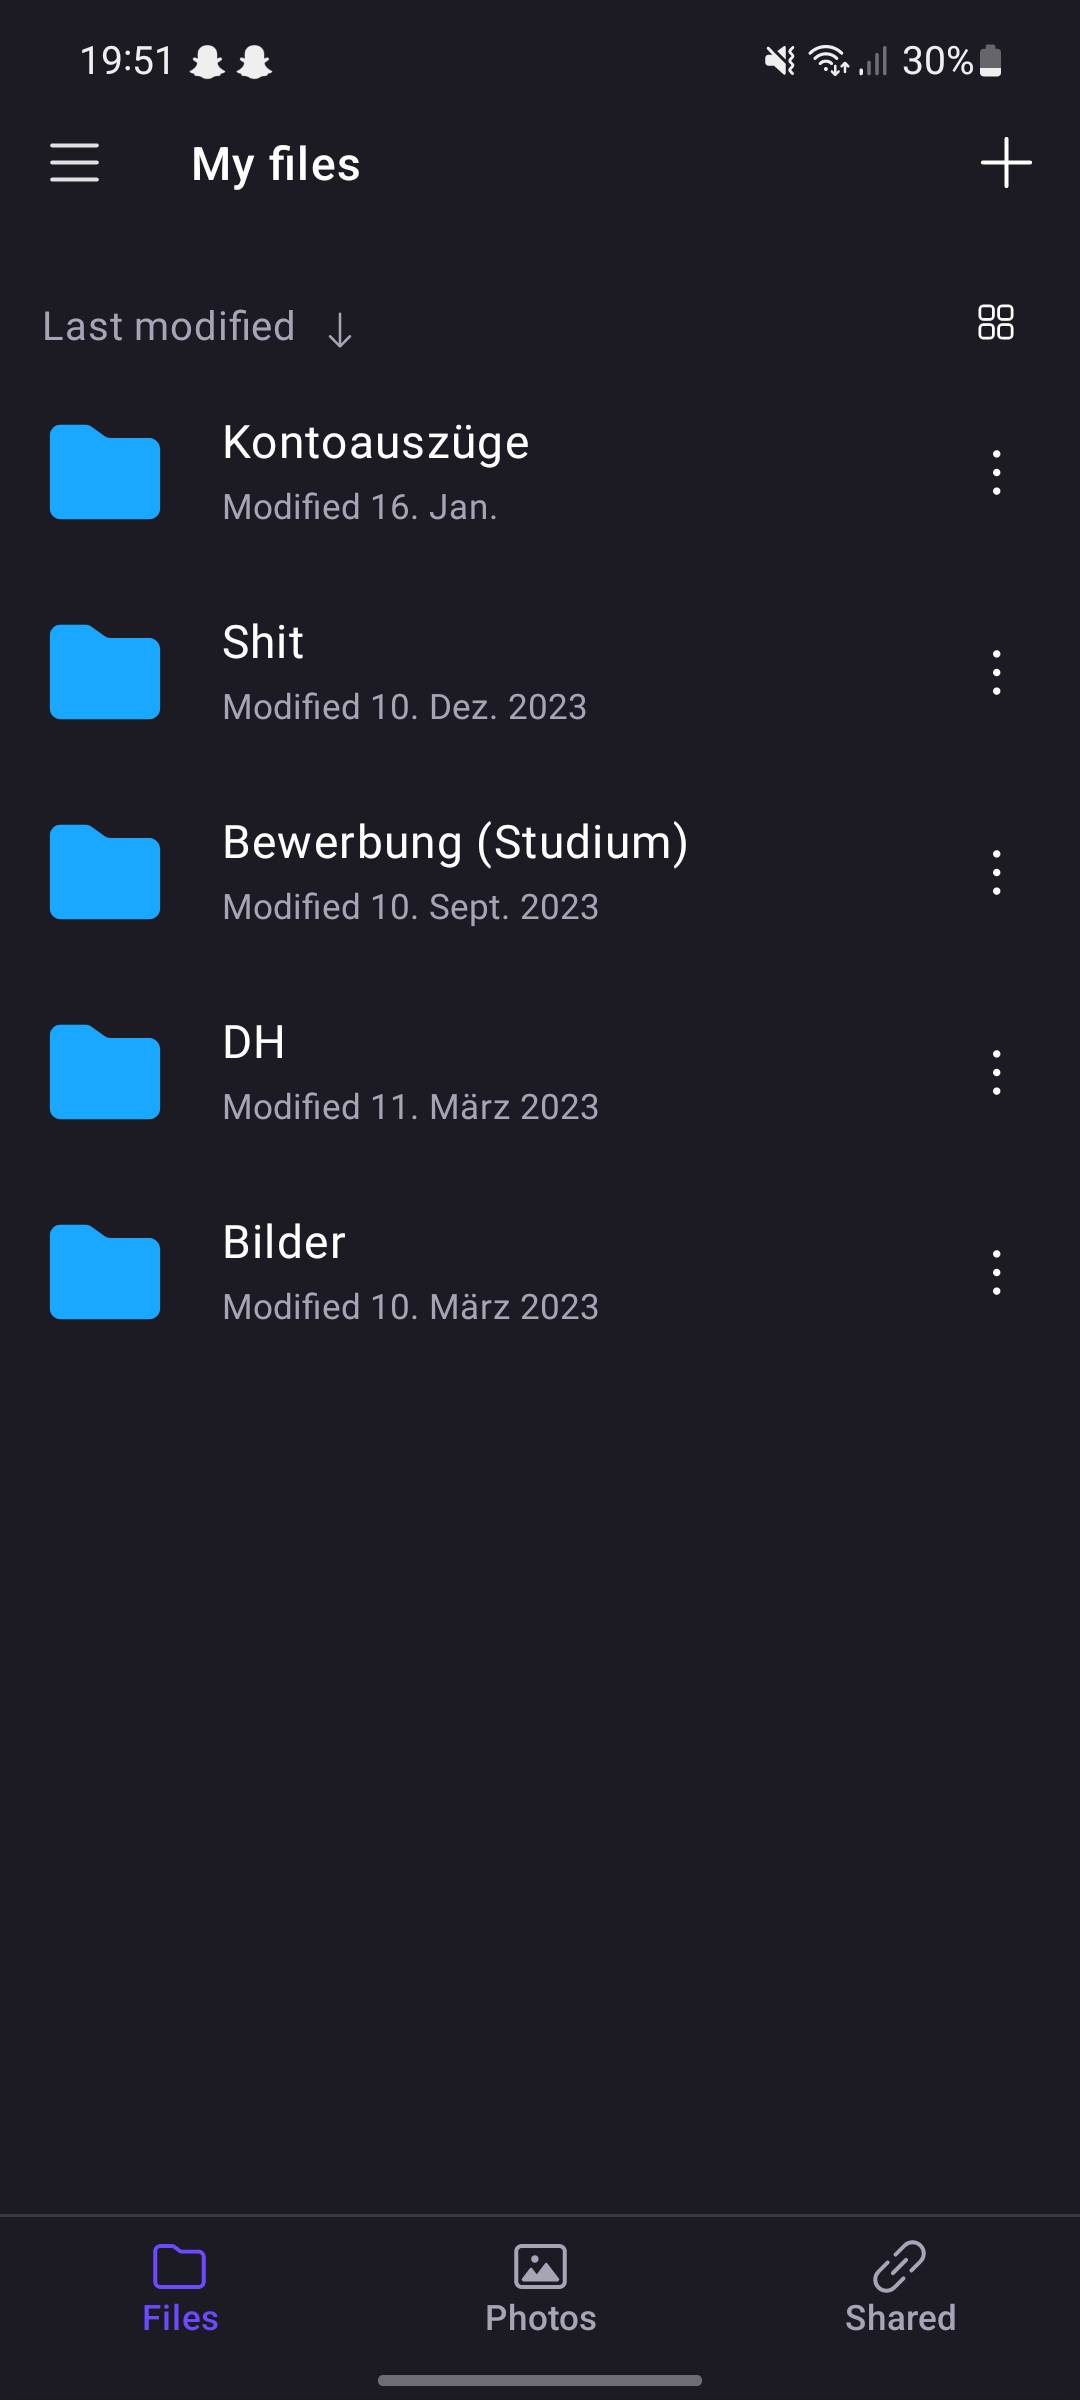 19:51 30%
My files
Last modified
Kontoauszüge
Modified 16. Jan.
Shit
Modified 10. Dez. 2023
Bewerbung (Studium)
Modified 10. Sept. 2023
DH
Modified 11. März 2023
Bilder
Modified 10. März 2023
Files Photos Shared